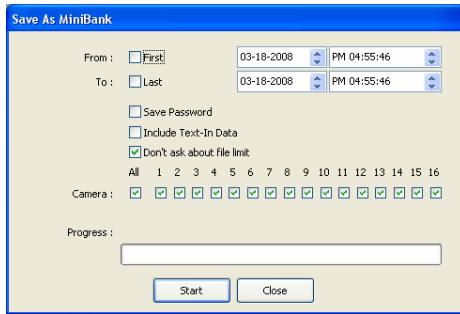 Save As MiniBank
From : First 03-18-2008 PM 04:55:46
To : Last 03-18-2008 PM 04:55:46
Save Password
Include Text-In Data
Don't ask about file limit
All 1 2 3 4 5 6 7 8 9 10 11 12 13 14 15 16
Camera :
Progress :
Start Close